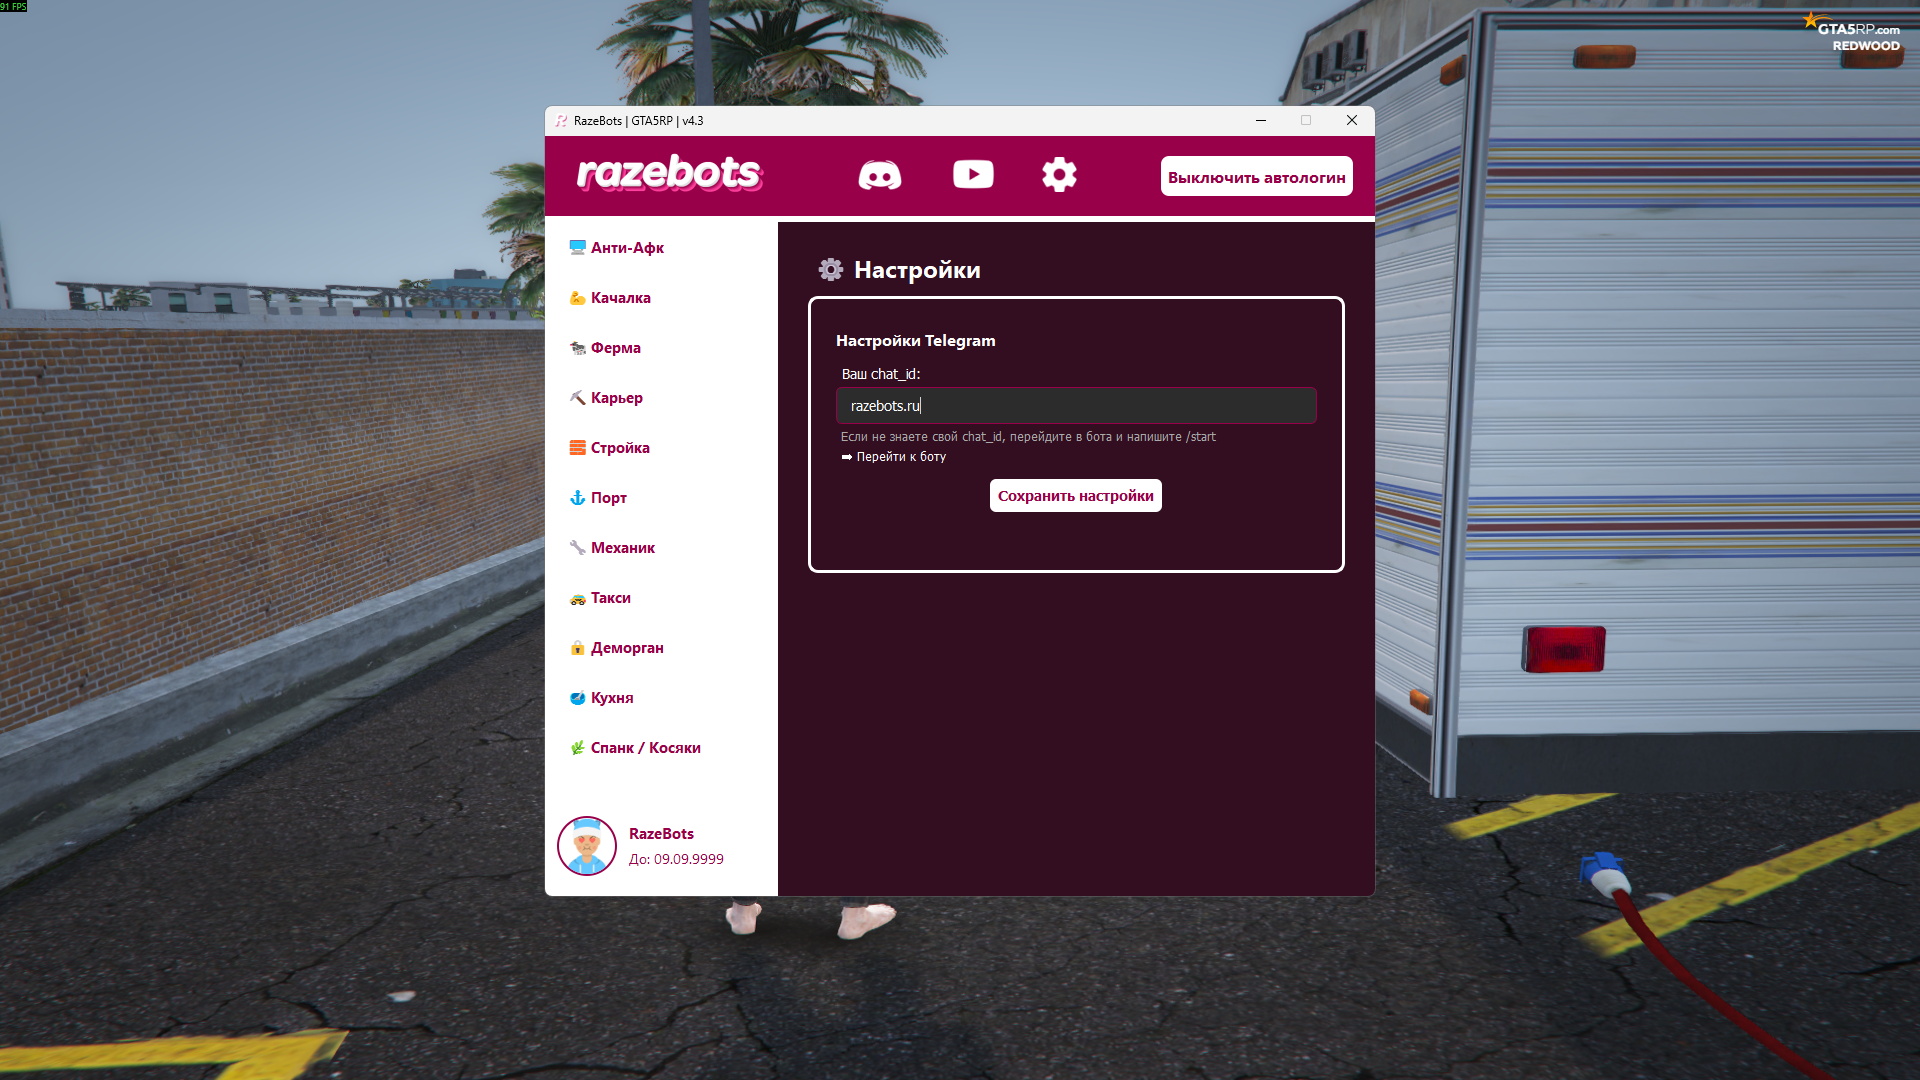 91 FPS
GTA5RP.com
REDWOOD
RazeBots | GTA5RP | v4.3
razebots
Выключить автологин
Анти-Афк
Качалка
Ферма
Карьер
Стройка
Порт
Механик
Такси
Деморган
Кухня
Спанк / Косяки
RazeBots
До: 09.09.9999
Настройки
Настройки Telegram
Ваш chat_id:
razebots.ru
Если не знаете свой chat_id, перейдите в бота и напишите /start
➡ Перейти к боту
Сохранить настройки